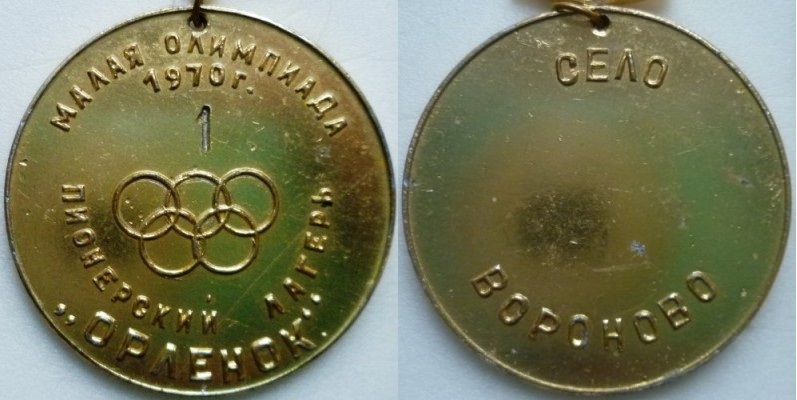 МАЛАЯ ОЛИМПИАДА
1970г.
1
ПИОНЕРСКИЙ ЛАГЕРЬ
„ОРЛЕНОК“
СЕЛО
ВОРОНОВО